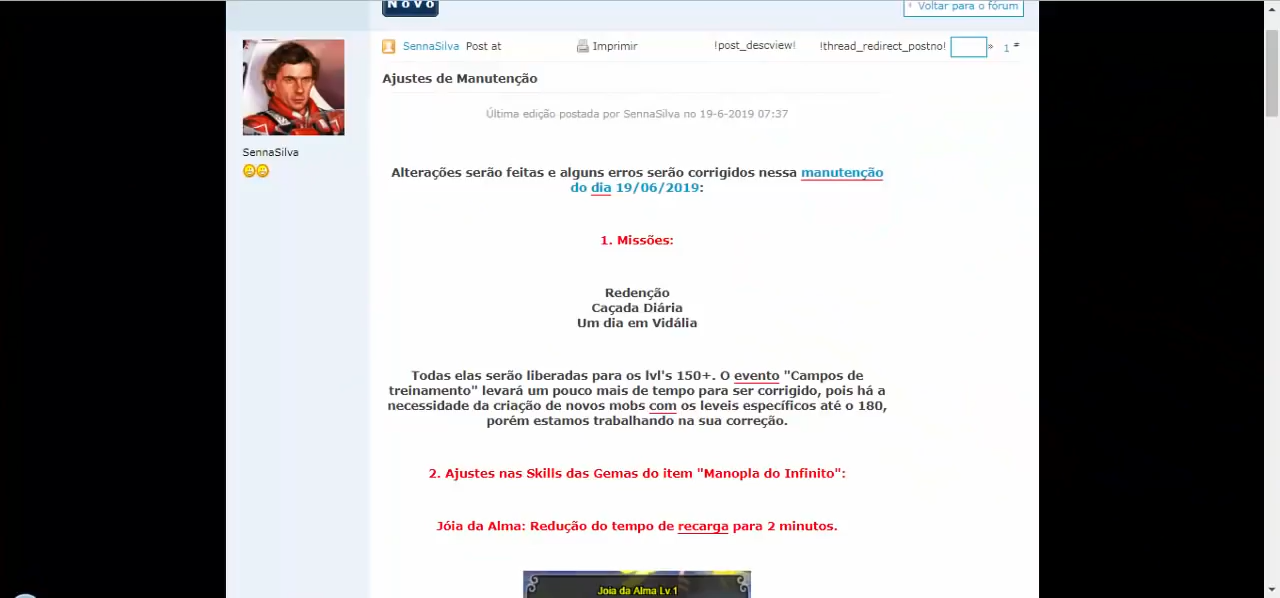 NOVO
Voltar para o fórum
SennaSilva Post at Imprimir !post_descview! !thread_redirect_postno! » 1 #
Ajustes de Manutenção
Última edição postada por SennaSilva no 19-6-2019 07:37
SennaSilva
Alterações serão feitas e alguns erros serão corrigidos nessa manutenção
do dia 19/06/2019:
1. Missões:
Redenção
Caçada Diária
Um dia em Vidália
Todas elas serão liberadas para os lvl's 150+. O evento "Campos de
treinamento" levará um pouco mais de tempo para ser corrigido, pois há a
necessidade da criação de novos mobs com os leveis específicos até o 180,
porém estamos trabalhando na sua correção.
2. Ajustes nas Skills das Gemas do item "Manopla do Infinito":
Jóia da Alma: Redução do tempo de recarga para 2 minutos.
Joia da Alma Lv 1